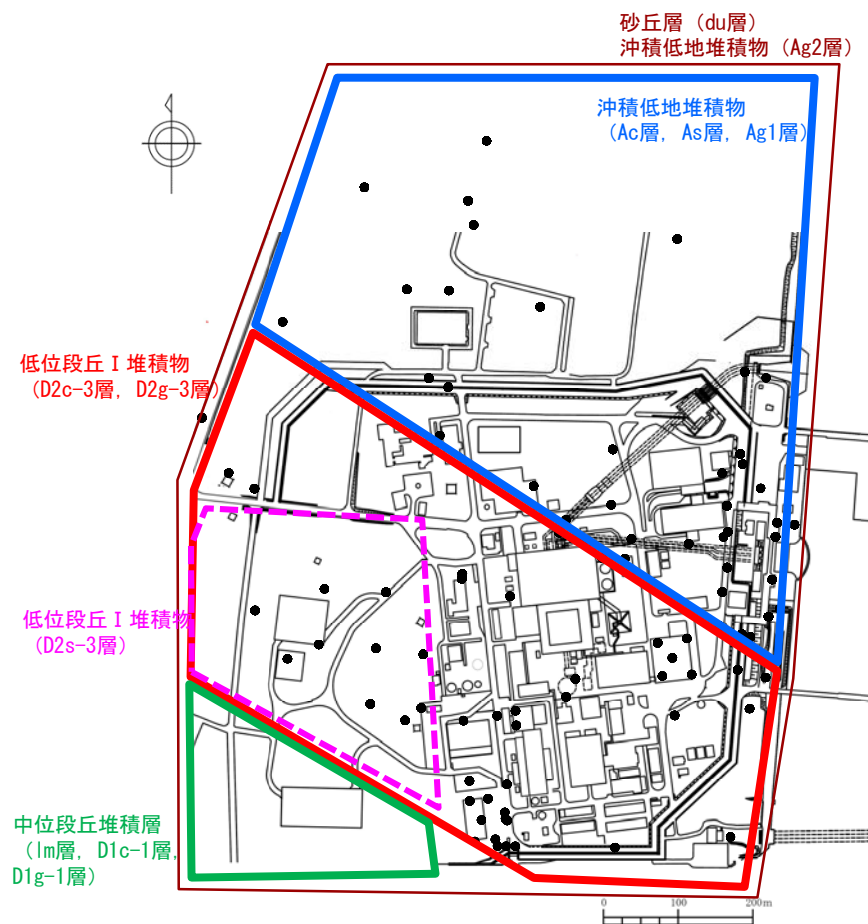 砂丘層（du層）
沖積低地堆積物（Ag2層）
沖積低地堆積物
（Ac層，As層，Ag1層）
低位段丘Ⅰ堆積物
（D2c-3層，D2g-3層）
低位段丘Ⅰ堆積物
（D2s-3層）
中位段丘堆積層
（lm層，D1c-1層，
D1g-1層）
0 100 200m